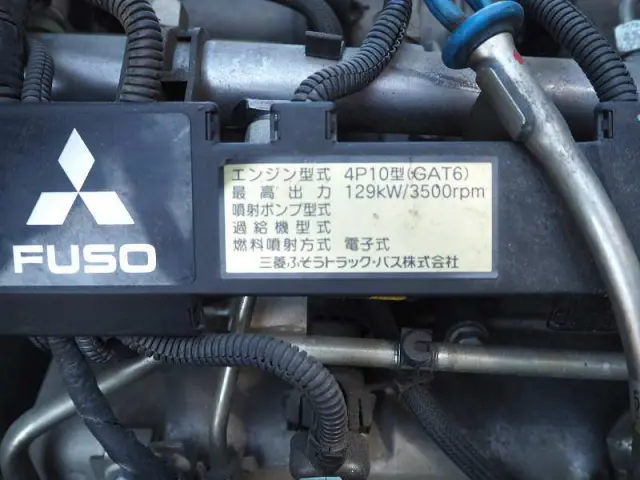 FUSO
エンジン型式 4P10型(GAT6)
最高出力 129kW/3500rpm
噴射ポンプ型式
過給機型式
燃料噴射方式 電子式
三菱ふそうトラック・バス株式会社